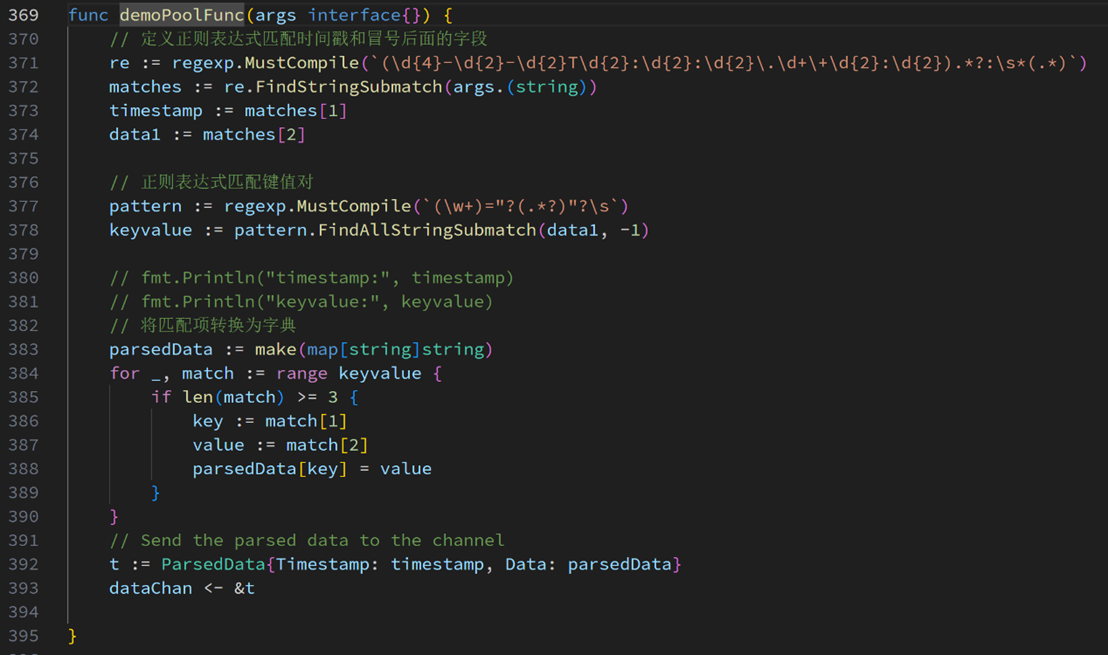 369 func demoPoolFunc(args interface{}) {
370     // 定义正则表达式匹配时间戳和冒号后面的字段
371     re := regexp.MustCompile(`(\d{4}-\d{2}-\d{2}T\d{2}:\d{2}:\d{2}\.\d+\+\d{2}:\d{2}).*?:\s*(.*)`)
372     matches := re.FindStringSubmatch(args.(string))
373     timestamp := matches[1]
374     data1 := matches[2]
375
376     // 正则表达式匹配键值对
377     pattern := regexp.MustCompile(`(\w+)="?(.*?)"?\s`)
378     keyvalue := pattern.FindAllStringSubmatch(data1, -1)
379
380     // fmt.Println("timestamp:", timestamp)
381     // fmt.Println("keyvalue:", keyvalue)
382     // 将匹配项转换为字典
383     parsedData := make(map[string]string)
384     for _, match := range keyvalue {
385         if len(match) >= 3 {
386             key := match[1]
387             value := match[2]
388             parsedData[key] = value
389         }
390     }
391     // Send the parsed data to the channel
392     t := ParsedData{Timestamp: timestamp, Data: parsedData}
393     dataChan <- &t
394
395 }